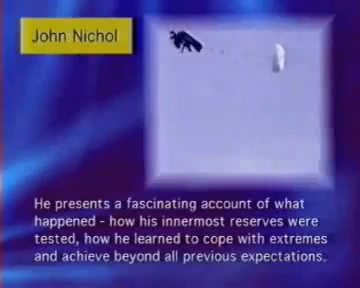 John Nichol
He presents a fascinating account of what
happened - how his innermost reserves were
tested, how he learned to cope with extremes
and achieve beyond all previous expectations.